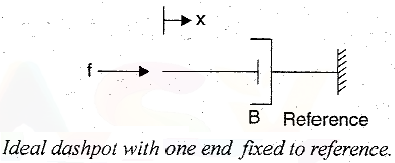 x
f
B Reference
Ideal dashpot with one end fixed to reference.